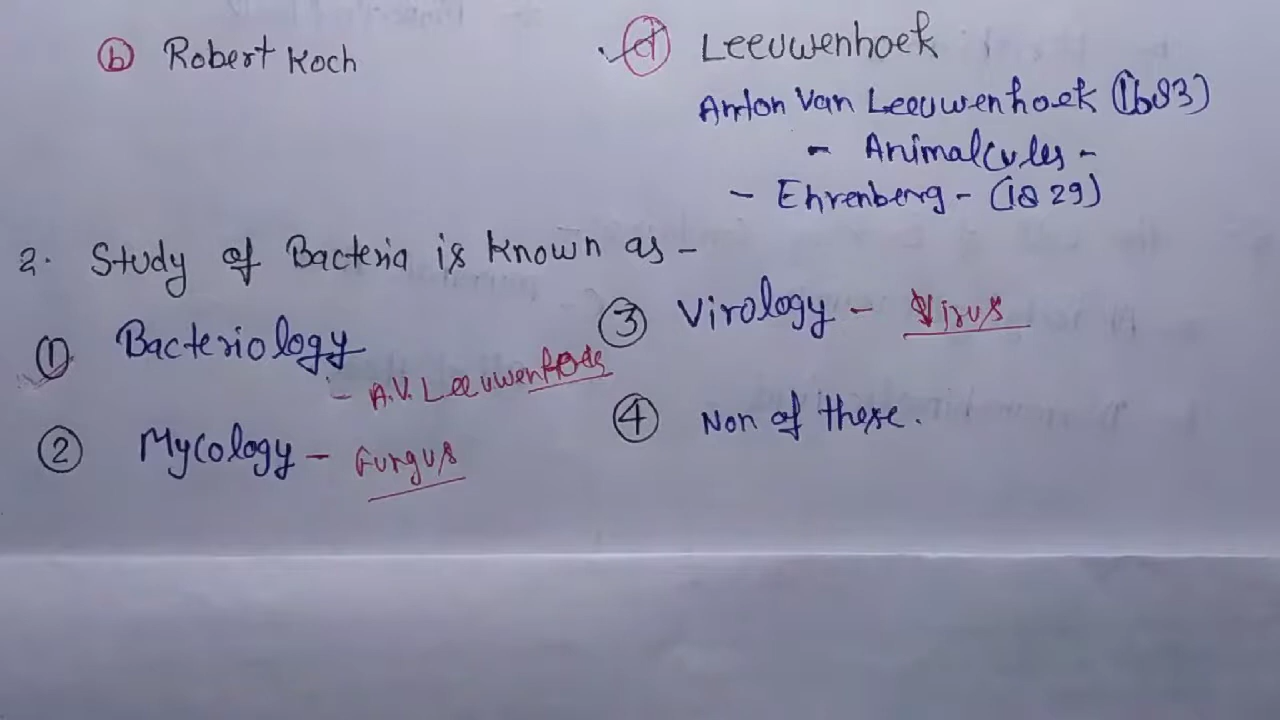 b Robert Koch
d Leeuwenhoek
Anton Van Leeuwenhoek (1683)
- Animalcules -
- Ehrenberg - (1829)
2. Study of Bacteria is known as -
1 Bacteriology
- A.V. Leeuwenhoek
2 Mycology - Fungus
3 Virology - Virus
4 Non of these.